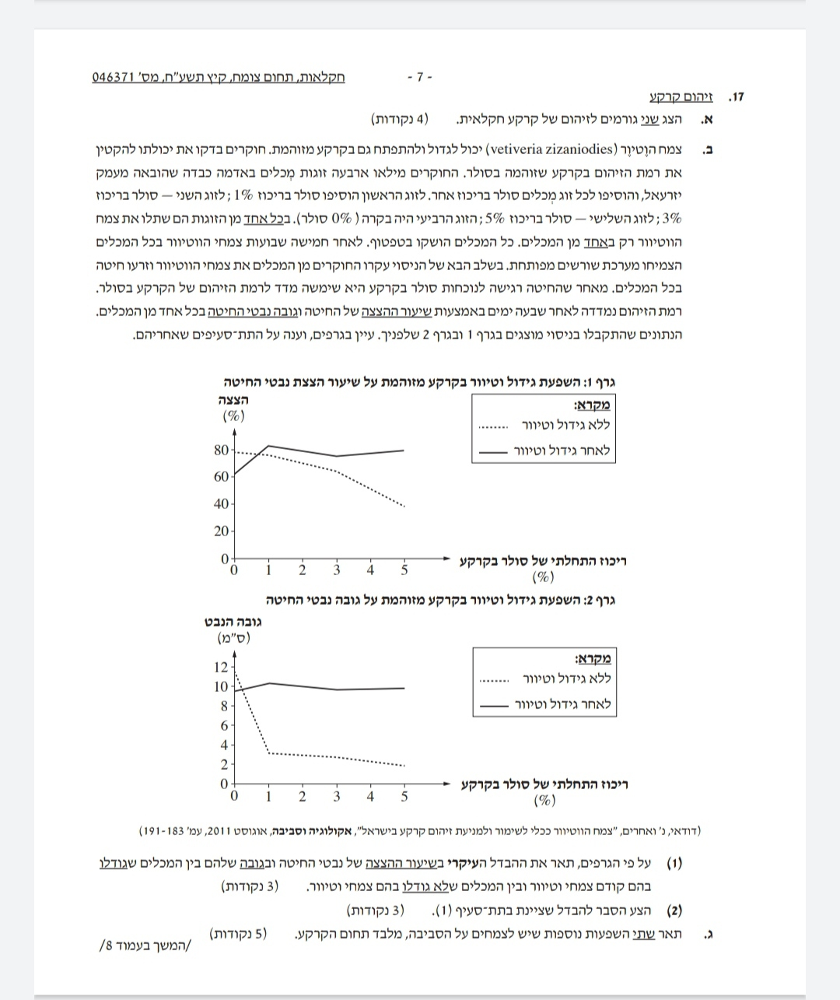 חקלאות, תחום צומח, קיץ תשע"ח, מס' 046371
- 7 -
17. זיהום קרקע
א. הצג שני גורמים לזיהום של קרקע חקלאית. (4 נקודות)
ב. צמח הוֶטיוֶר (vetiveria zizaniodies) יכול לגדול ולהתפתח גם בקרקע מזוהמת. חוקרים בדקו את יכולתו להקטין
את רמת הזיהום בקרקע שזוהמה בסולר. החוקרים מילאו ארבעה זוגות מְכלים באדמה כבדה שהובאה מעמק
יזרעאל, והוסיפו לכל זוג מְכלים סולר בריכוז אחר. לזוג הראשון הוסיפו סולר בריכוז 1%; לזוג השני — סולר בריכוז
3%; לזוג השלישי — סולר בריכוז 5%; הזוג הרביעי היה בקרה (0% סולר). בכל אחד מן הזוגות הם שתלו את צמח
הווטיוור רק באחד מן המכלים. כל המכלים הושקו בטפטוף. לאחר חמישה שבועות צמחי הווטיוור בכל המכלים
הצמיחו מערכת שורשים מפותחת. בשלב הבא של הניסוי עקרו החוקרים מן המכלים את צמחי הווטיוור וזרעו חיטה
בכל המכלים. מאחר שהחיטה רגישה לנוכחות סולר בקרקע היא שימשה מדד לרמת הזיהום של הקרקע בסולר.
רמת הזיהום נמדדה לאחר שבעה ימים באמצעות שיעור ההצצה של החיטה וגובה נבטי החיטה בכל אחד מן המכלים.
הנתונים שהתקבלו בניסוי מוצגים בגרף 1 ובגרף 2 שלפניך. עיין בגרפים, וענה על התת־סעיפים שאחריהם.
גרף 1: השפעת גידול וטיוור בקרקע מזוהמת על שיעור הצצת נבטי החיטה
הצצה
(%)
מקרא:
ללא גידול וטיוור
לאחר גידול וטיוור
80
60
40
20
0
0 1 2 3 4 5
ריכוז התחלתי של סולר בקרקע
(%)
גרף 2: השפעת גידול וטיוור בקרקע מזוהמת על גובה נבטי החיטה
גובה הנבט
(ס"מ)
מקרא:
ללא גידול וטיוור
לאחר גידול וטיוור
12
10
8
6
4
2
0
0 1 2 3 4 5
ריכוז התחלתי של סולר בקרקע
(%)
(דודאי, נ' ואחרים, "צמח הווטיוור ככלי לשימור ולמניעת זיהום קרקע בישראל", אקולוגיה וסביבה, אוגוסט 2011, עמ' 183-191)
(1) על פי הגרפים, תאר את ההבדל העיקרי בשיעור ההצצה של נבטי החיטה ובגובה שלהם בין המכלים שגודלו
בהם קודם צמחי וטיוור ובין המכלים שלא גודלו בהם צמחי וטיוור. (3 נקודות)
(2) הצע הסבר להבדל שציינת בתת־סעיף (1). (3 נקודות)
ג. תאר שתי השפעות נוספות שיש לצמחים על הסביבה, מלבד תחום הקרקע. (5 נקודות)
/המשך בעמוד 8/